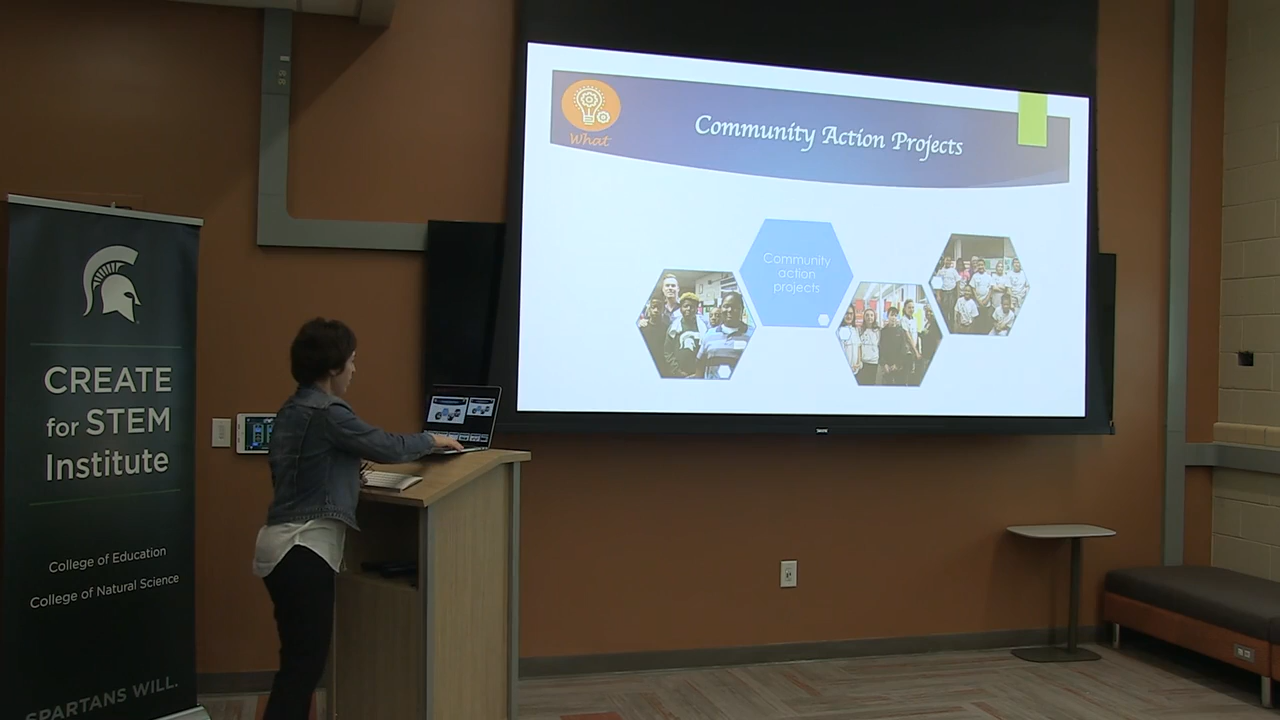 CREATE
for STEM
Institute
College of Education
College of Natural Science
SPARTANS WILL.
What
Community Action Projects
Community
action
projects